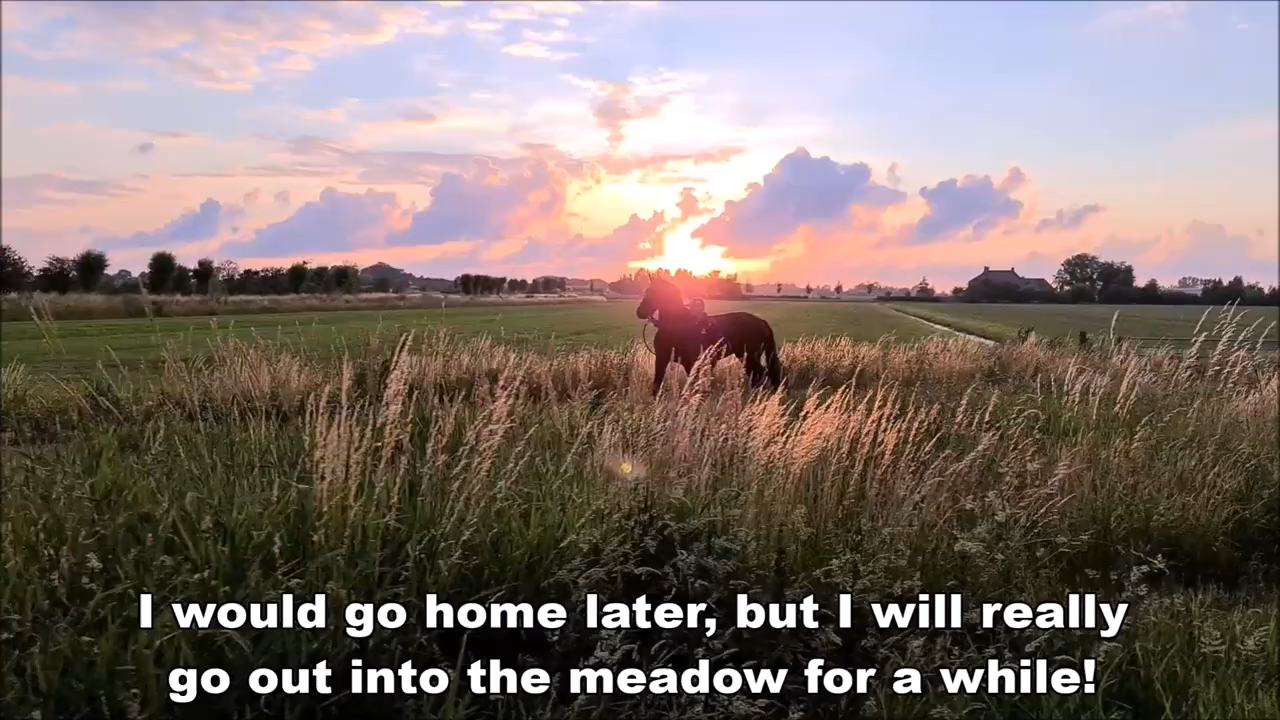 I would go home later, but I will really
go out into the meadow for a while!